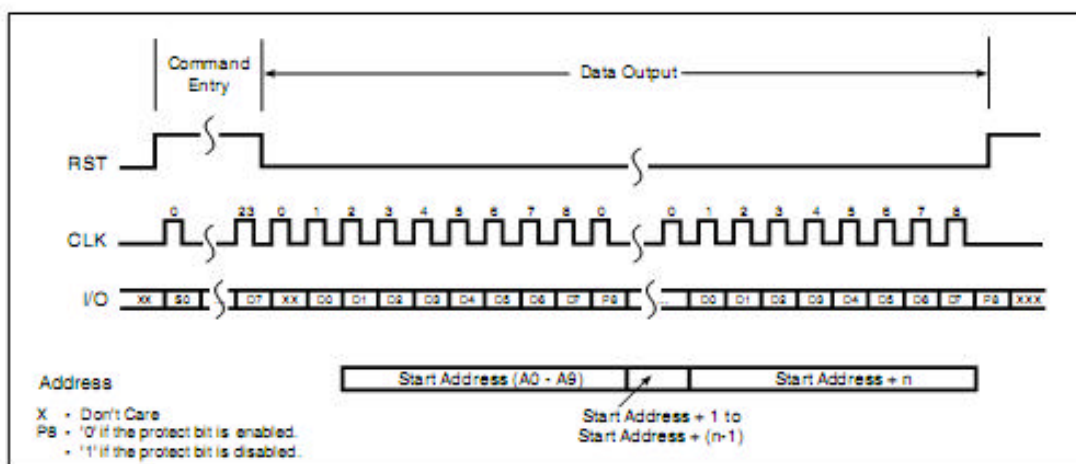 Command
Entry
Data Output
RST
0 23 0 1 2 3 4 5 6 7 8 0 0 1 2 3 4 5 6 7 8
CLK
I/O XX S0 D7 XX D0 D1 D2 D3 D4 D5 D6 D7 PB ... D0 D1 D2 D3 D4 D5 D6 D7 PB XXX
Address Start Address (A0 - A9) Start Address + n
X - Don't Care
PB - '0' if the protect bit is enabled.
- '1' if the protect bit is disabled.
Start Address + 1 to
Start Address + (n-1)